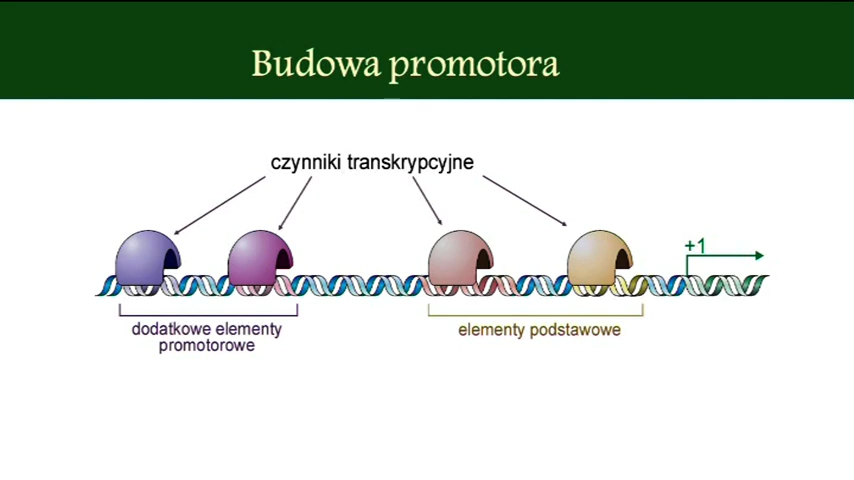 Budowa promotora
czynniki transkrypcyjne
+1
dodatkowe elementy
promotorowe
elementy podstawowe